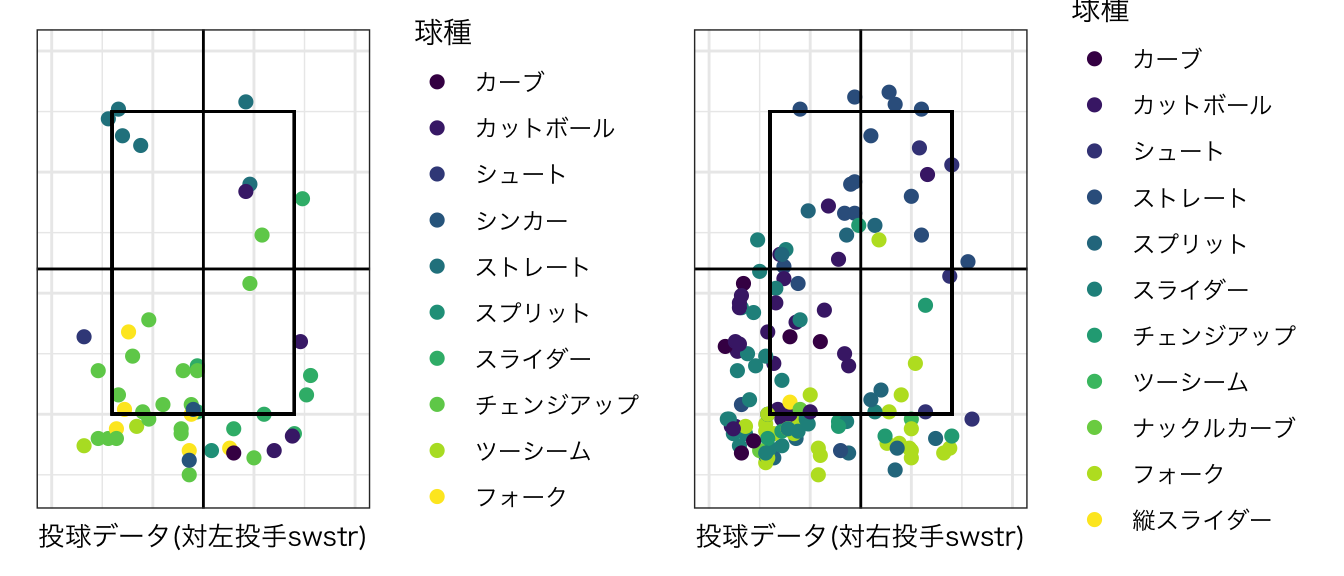 球種
カーブ
カットボール
シュート
シンカー
ストレート
スプリット
スライダー
チェンジアップ
ツーシーム
フォーク
投球データ(対左投手swstr)
球種
カーブ
カットボール
シュート
ストレート
スプリット
スライダー
チェンジアップ
ツーシーム
ナックルカーブ
フォーク
縦スライダー
投球データ(対右投手swstr)